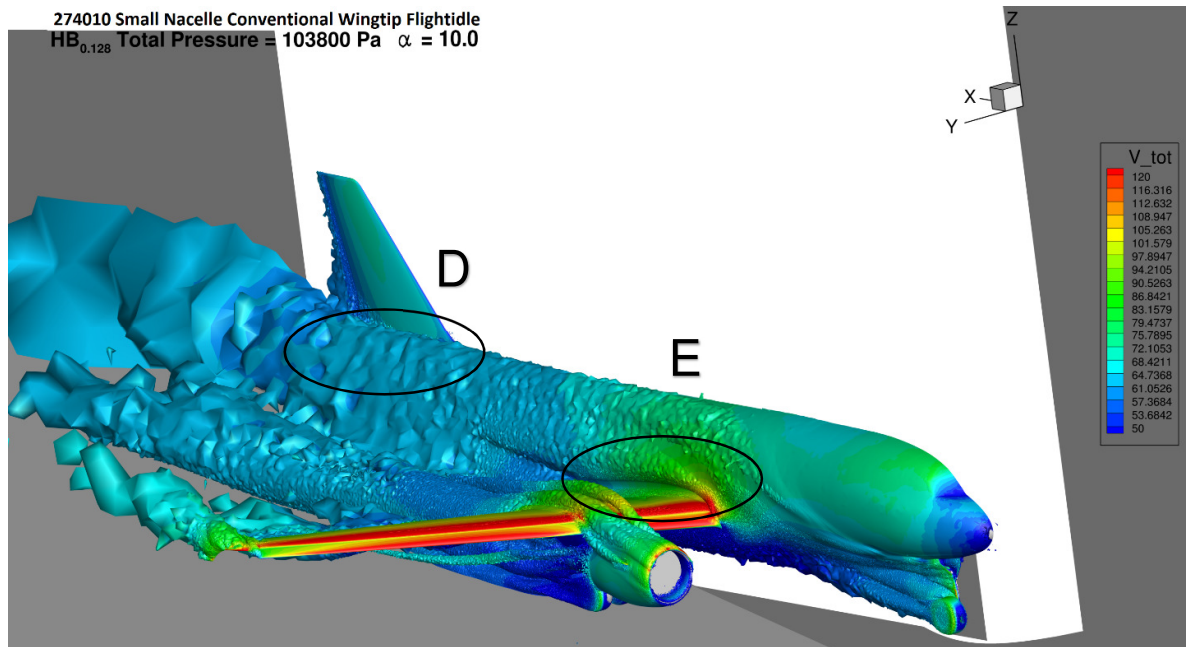 274010 Small Nacelle Conventional Wingtip Flightidle
HB0.128 Total Pressure = 103800 Pa α = 10.0
Z
X
Y
V_tot
120
116.316
112.632
108.947
105.263
101.579
97.8947
94.2105
90.5263
86.8421
83.1579
79.4737
75.7895
72.1053
68.4211
64.7368
61.0526
57.3684
53.6842
50
D
E